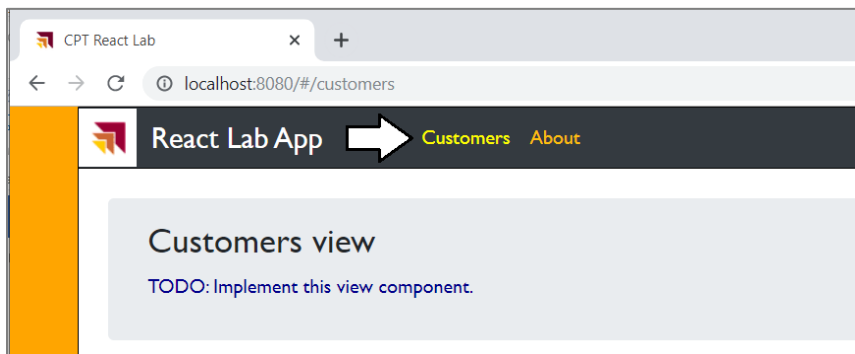 CPT React Lab
localhost:8080/#/customers
React Lab App Customers About
Customers view
TODO: Implement this view component.